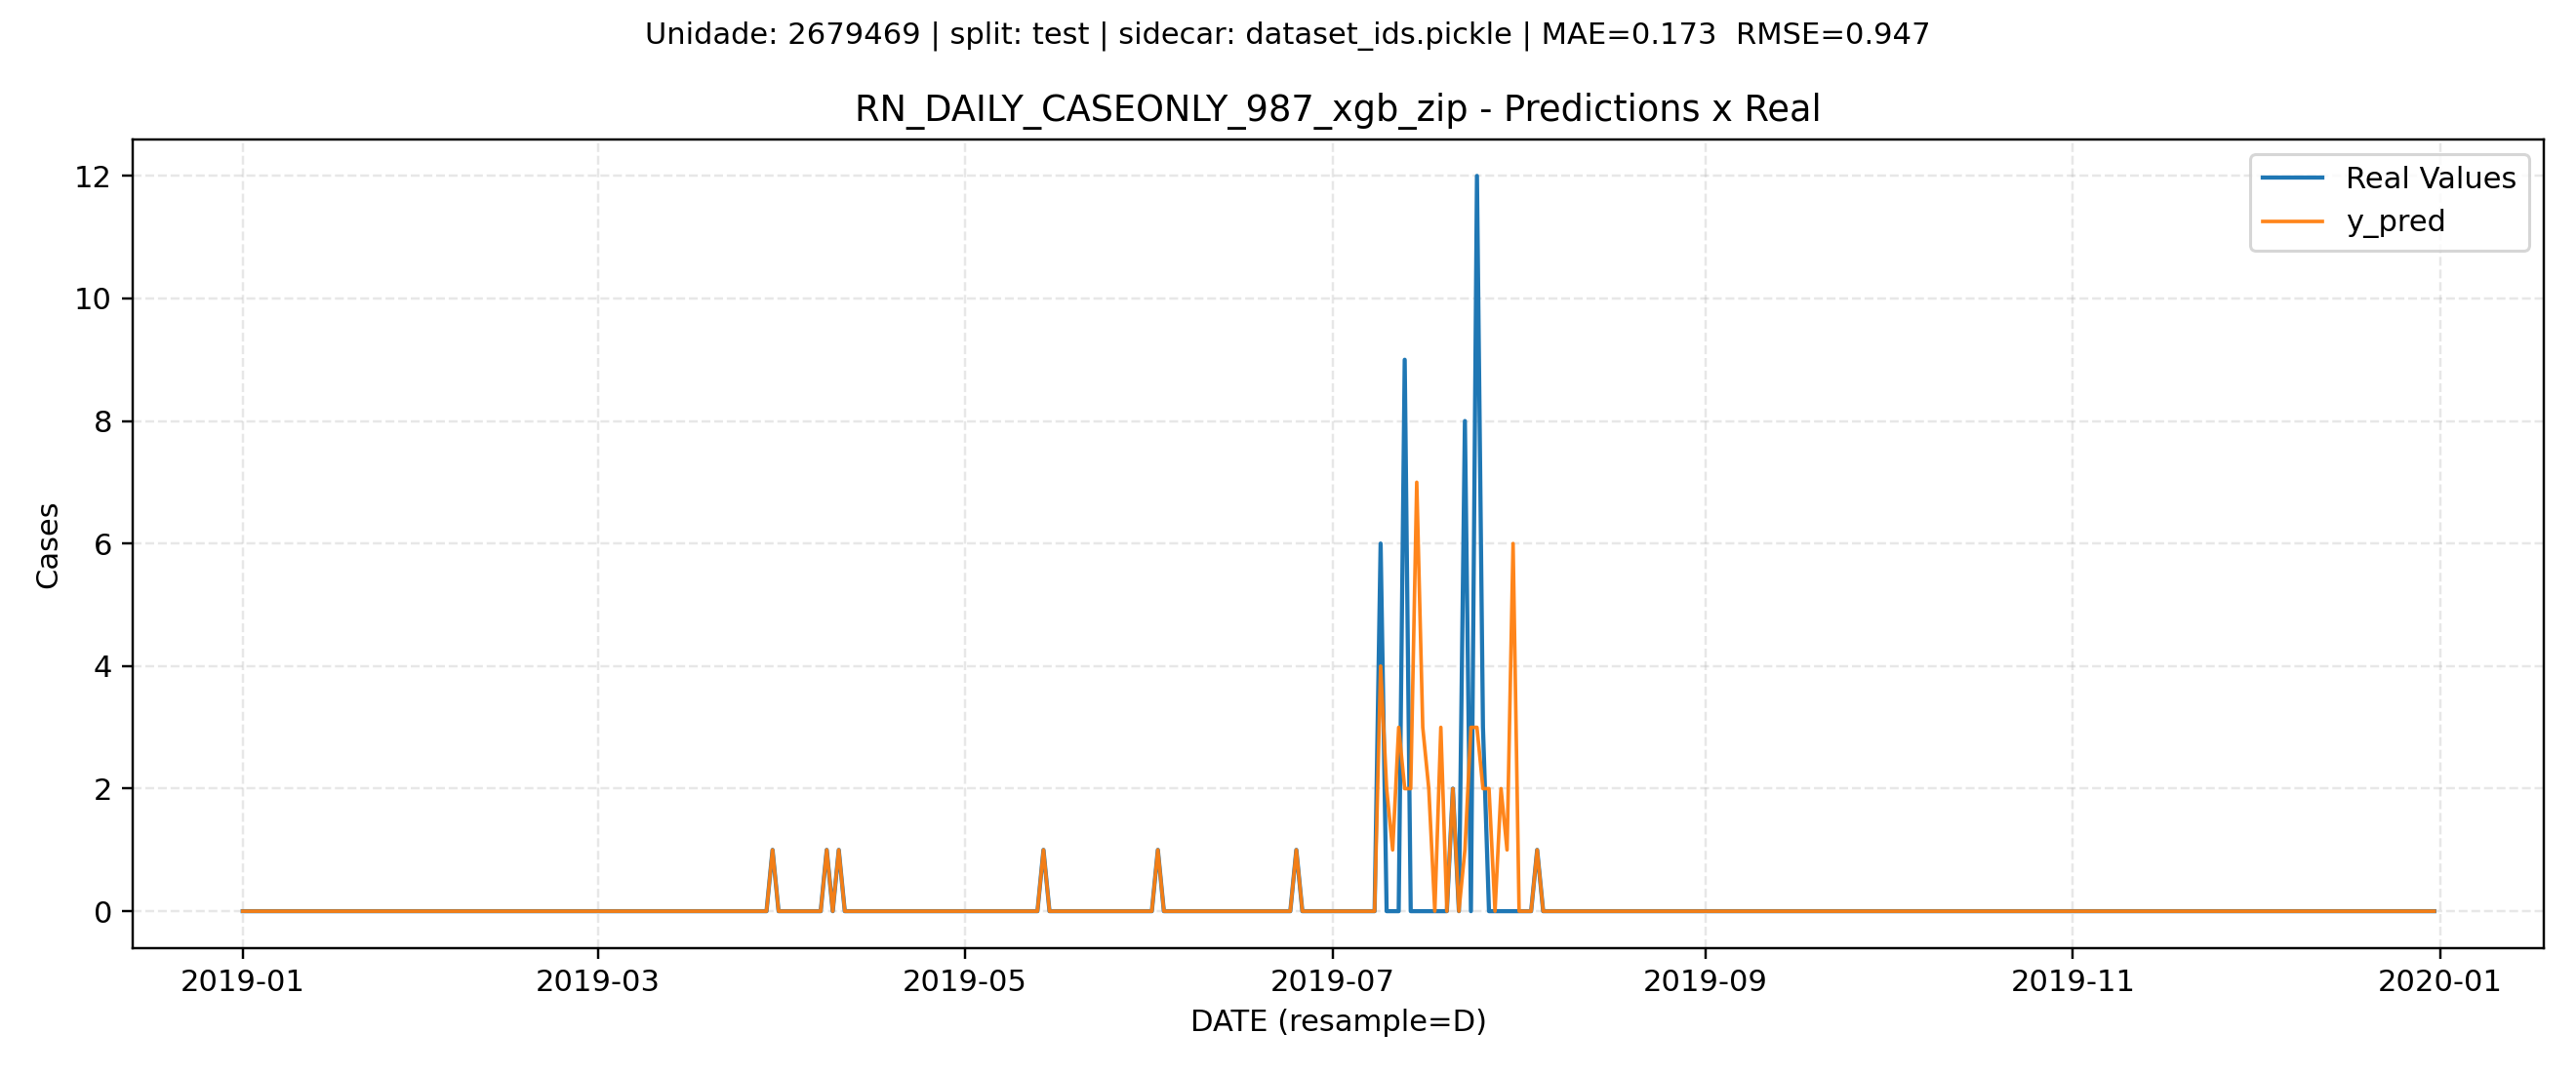 Unidade: 2679469 | split: test | sidecar: dataset_ids.pickle | MAE=0.173  RMSE=0.947
RN_DAILY_CASEONLY_987_xgb_zip - Predictions x Real
Real Values
y_pred
12
10
8
6
4
2
0
Cases
2019-01
2019-03
2019-05
2019-07
2019-09
2019-11
2020-01
DATE (resample=D)